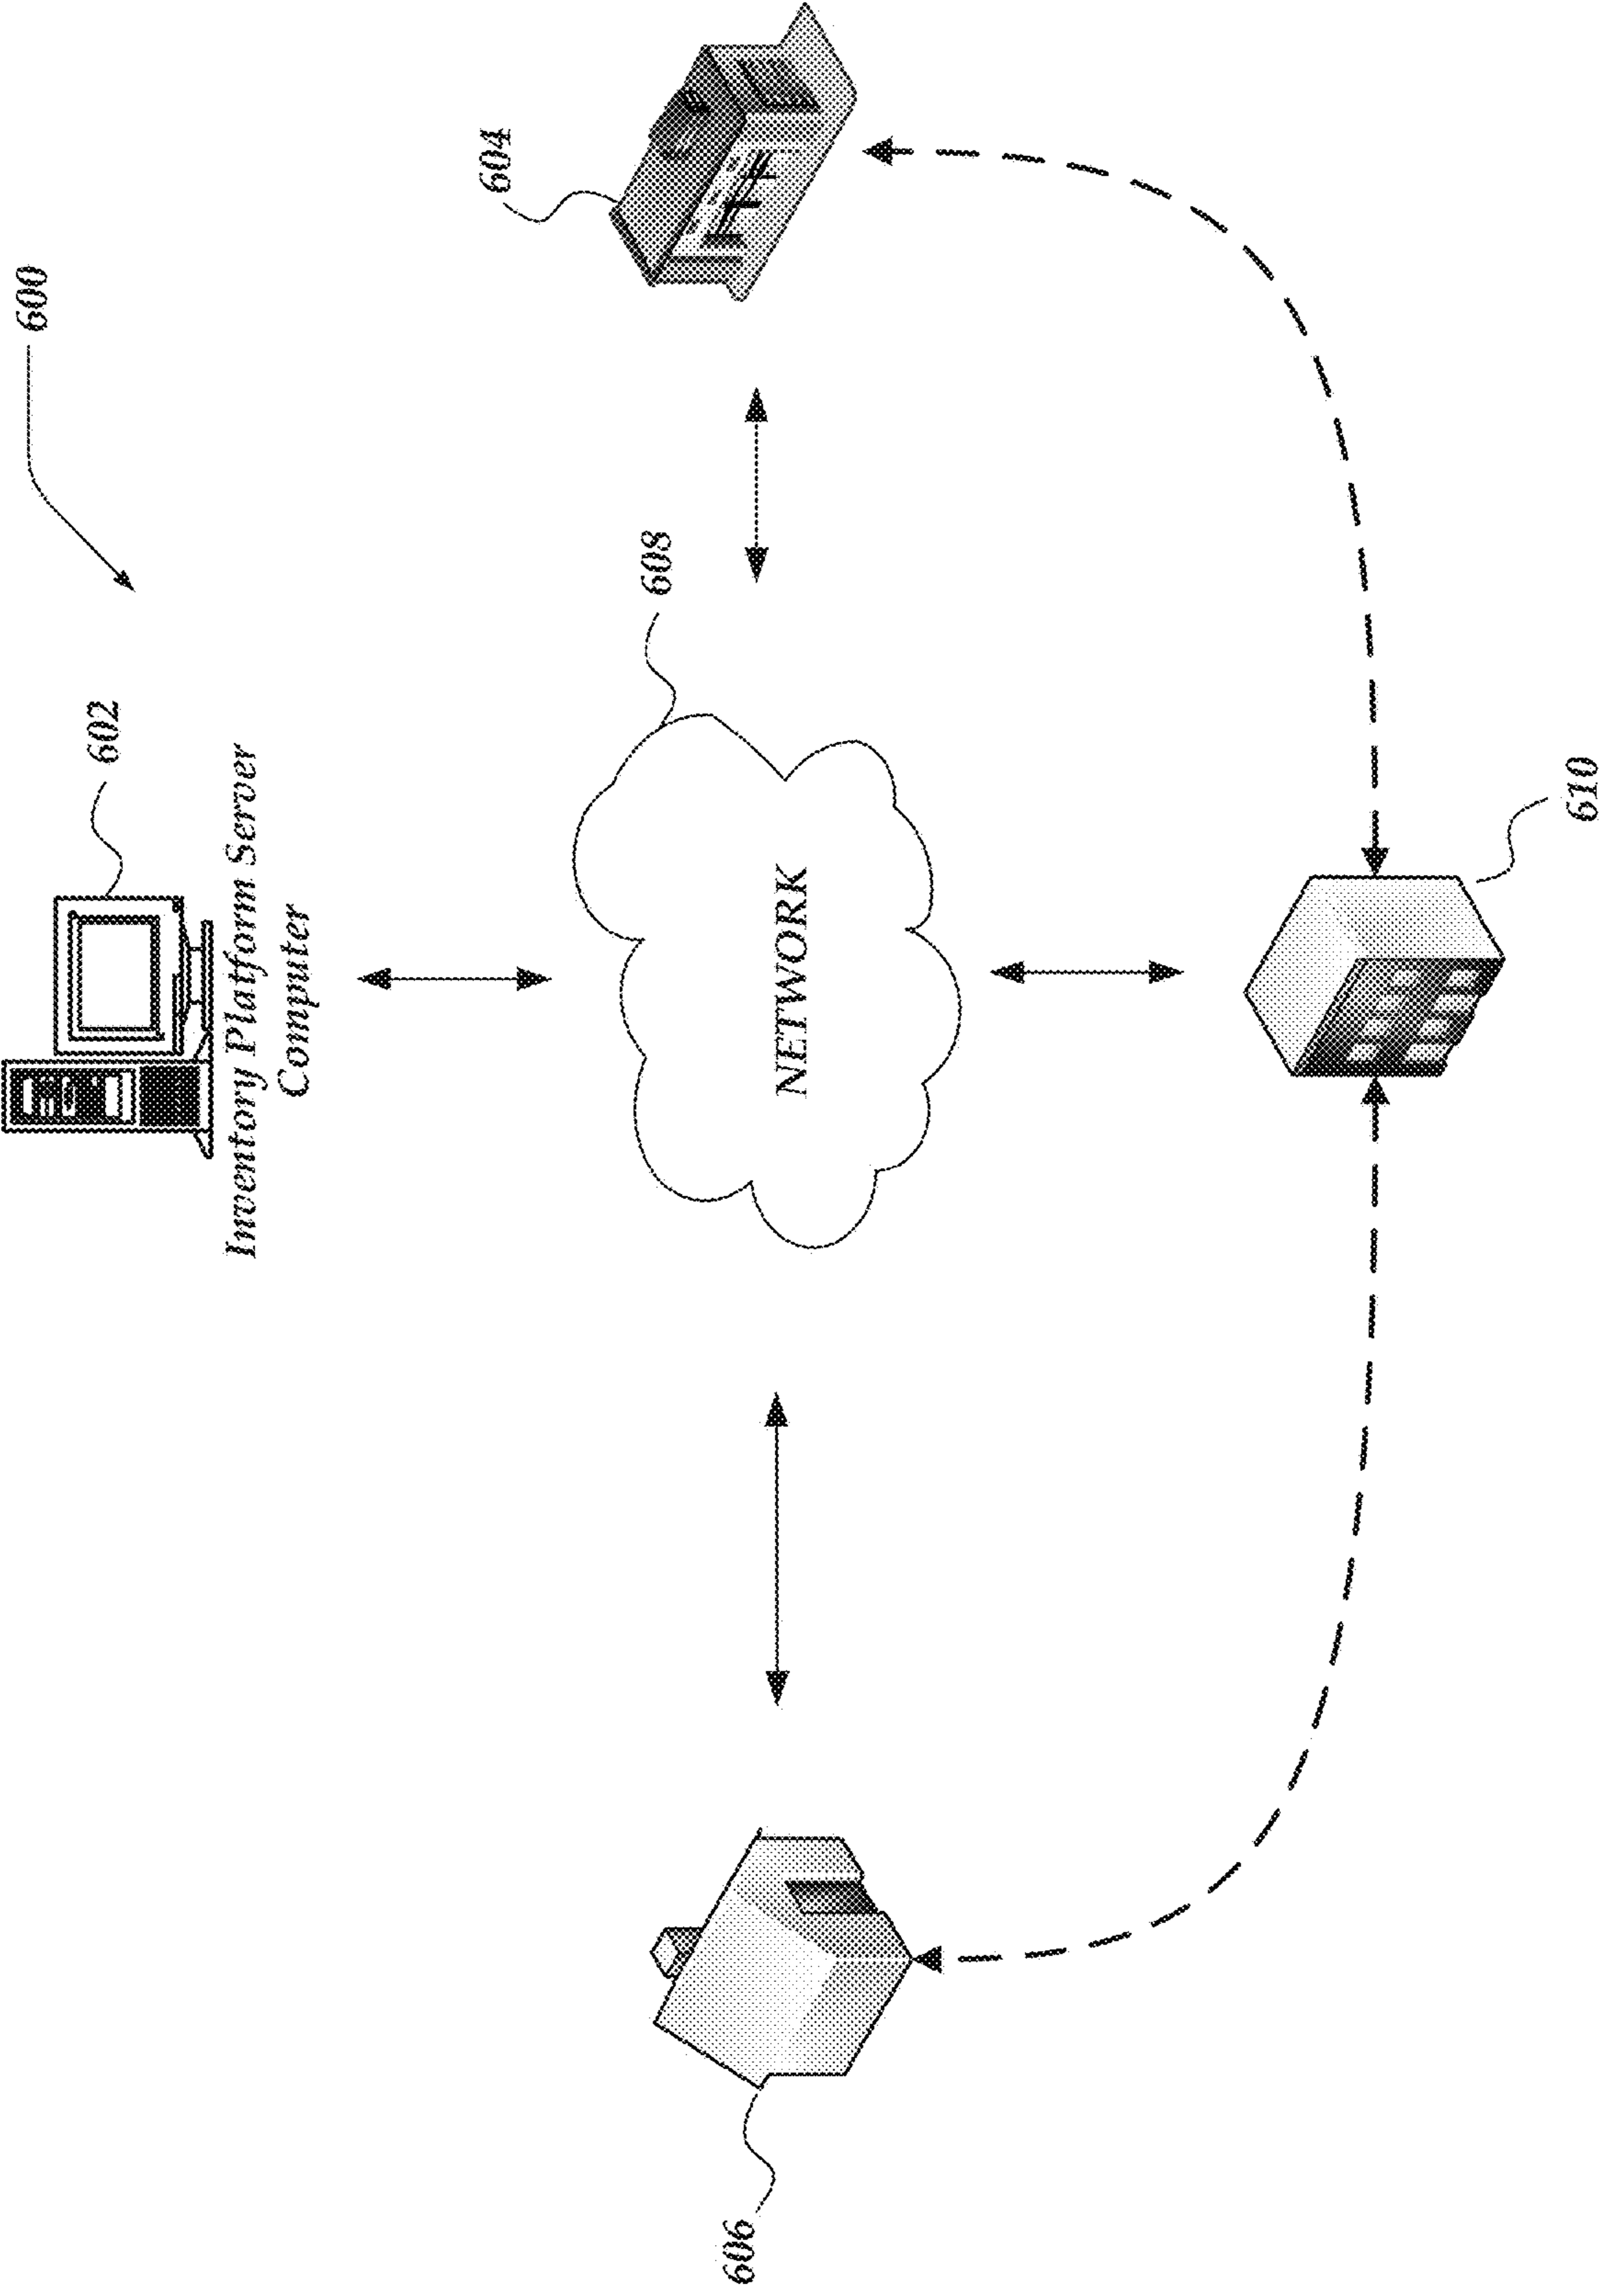 600
602
Inventory Platform Server
Computer
604
608
NETWORK
606
610